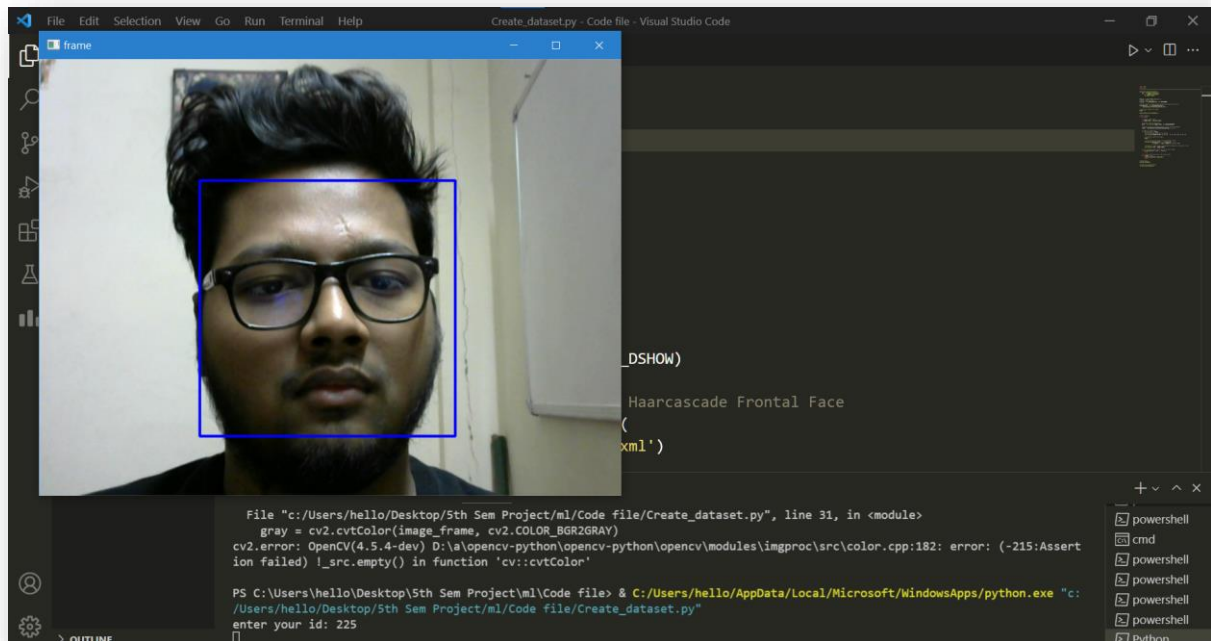 File Edit Selection View Go Run Terminal Help
Create_dataset.py - Code file - Visual Studio Code
frame
_DSHOW)
Haarcascade Frontal Face
(
xml')
File "c:/Users/hello/Desktop/5th Sem Project/ml/Code file/Create_dataset.py", line 31, in <module>
gray = cv2.cvtColor(image_frame, cv2.COLOR_BGR2GRAY)
cv2.error: OpenCV(4.5.4-dev) D:\a\opencv-python\opencv-python\opencv\modules\imgproc\src\color.cpp:182: error: (-215:Assert
ion failed) !_src.empty() in function 'cv::cvtColor'
PS C:\Users\hello\Desktop\5th Sem Project\ml\Code file> & C:/Users/hello/AppData/Local/Microsoft/WindowsApps/python.exe "c:
/Users/hello/Desktop/5th Sem Project/ml/Code file/Create_dataset.py"
enter your id: 225
powershell
cmd
powershell
powershell
powershell
powershell
Python
OUTLINE